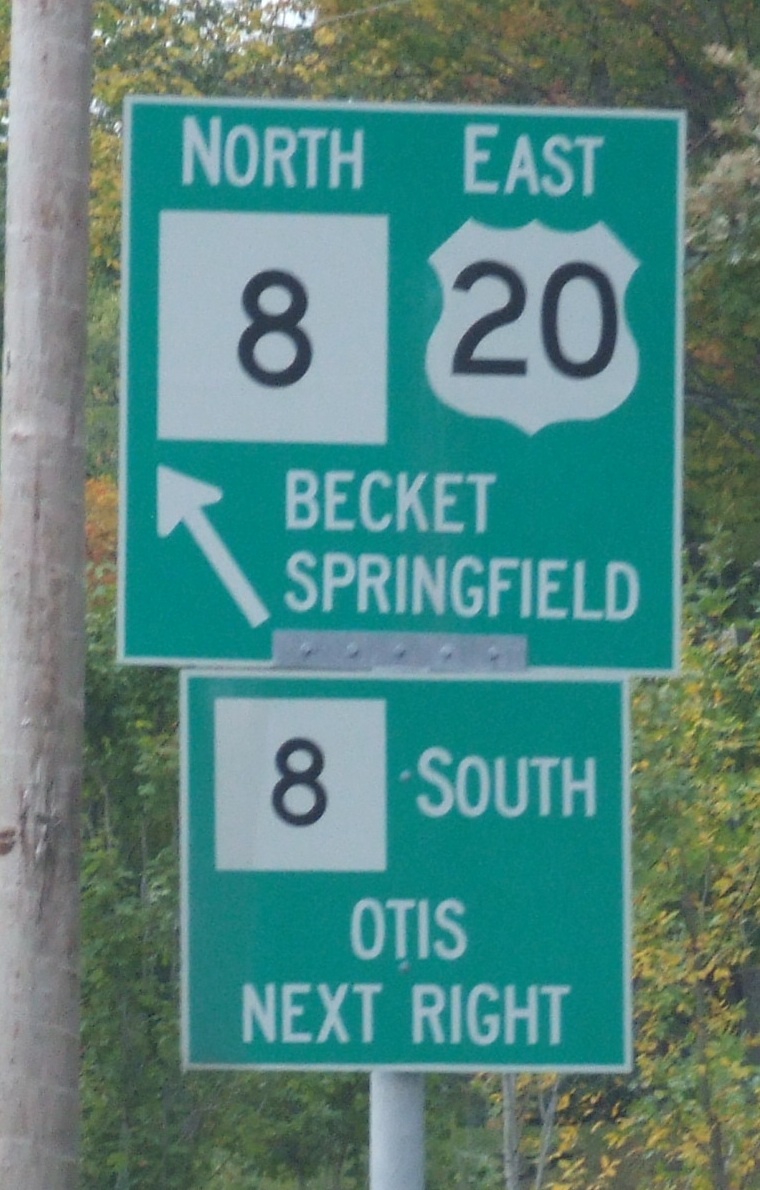 NORTH EAST
8 20
BECKET
SPRINGFIELD
8 SOUTH
OTIS
NEXT RIGHT